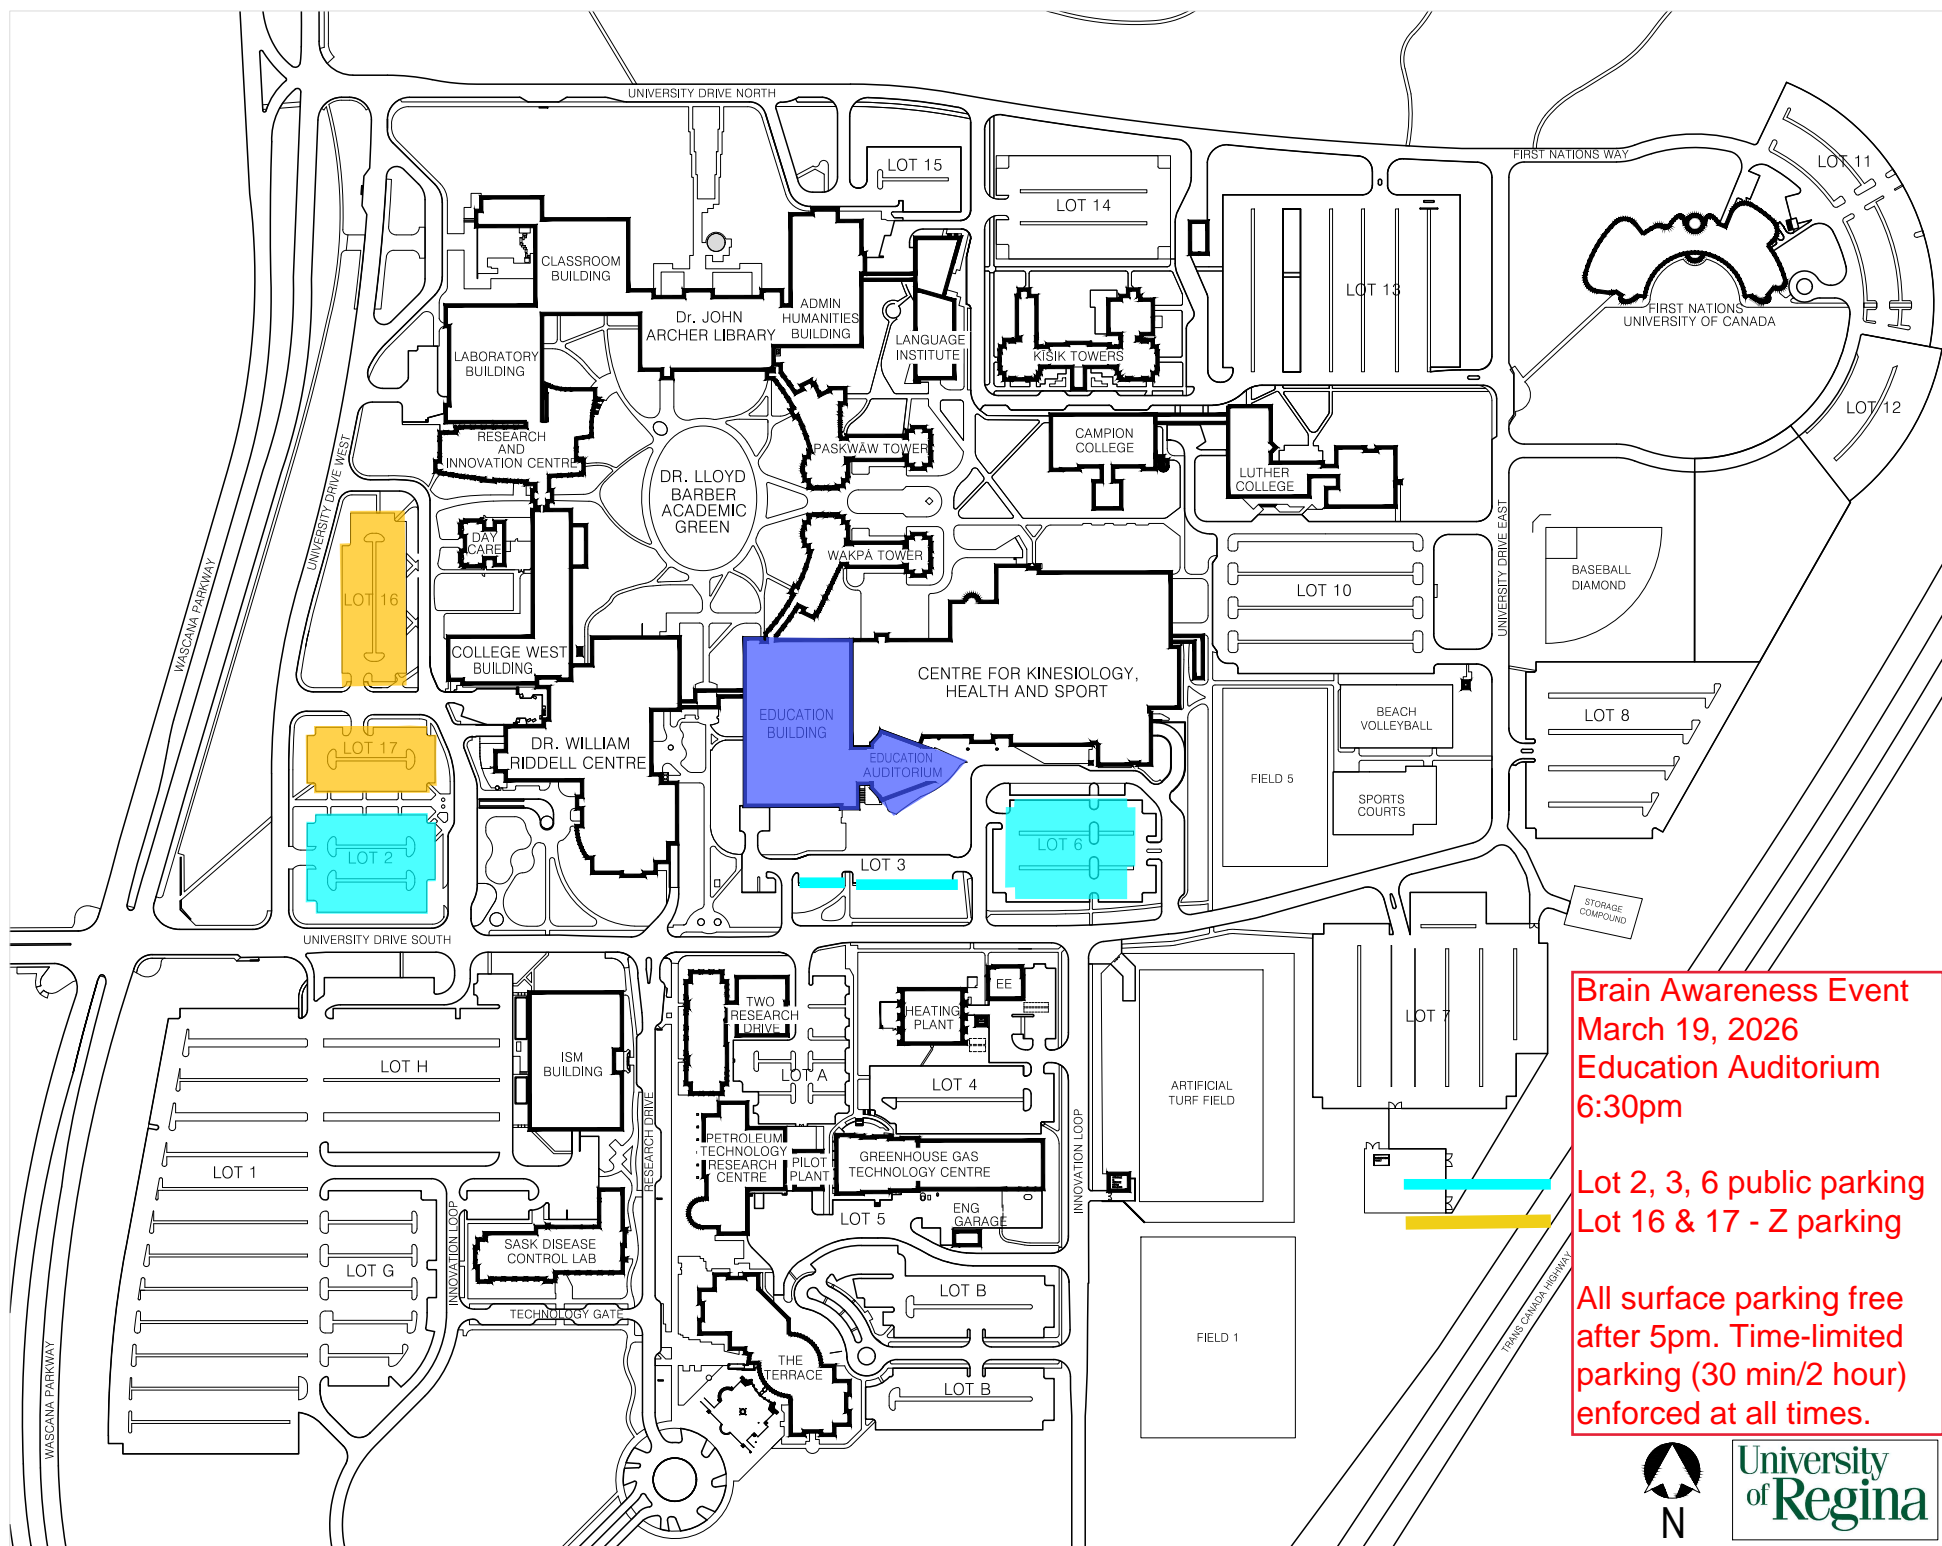 UNIVERSITY DRIVE NORTH
FIRST NATIONS WAY
LOT 15
LOT 11
LOT 14
CLASSROOM
BUILDING
LOT 13
Dr. JOHN
ARCHER LIBRARY
ADMIN
HUMANITIES
BUILDING
FIRST NATIONS
UNIVERSITY OF CANADA
LANGUAGE
INSTITUTE
KĪSIK TOWERS
LABORATORY
BUILDING
LOT 12
RESEARCH
AND
INNOVATION CENTRE
PASKWĀW TOWER
CAMPION
COLLEGE
LUTHER
COLLEGE
UNIVERSITY DRIVE WEST
DR. LLOYD
BARBER
ACADEMIC
GREEN
UNIVERSITY DRIVE EAST
DAY
CARE
WAKPÁ TOWER
BASEBALL
DIAMOND
WASCANA PARKWAY
LOT 16
LOT 10
COLLEGE WEST
BUILDING
CENTRE FOR KINESIOLOGY,
HEALTH AND SPORT
EDUCATION
BUILDING
BEACH
VOLLEYBALL
LOT 8
LOT 17
DR. WILLIAM
RIDDELL CENTRE
EDUCATION
AUDITORIUM
FIELD 5
SPORTS
COURTS
LOT 2
LOT 3
LOT 6
STORAGE
COMPOUND
UNIVERSITY DRIVE SOUTH
EE
TWO
RESEARCH
DRIVE
HEATING
PLANT
LOT 7
LOT H
ISM
BUILDING
LOT A
LOT 4
ARTIFICIAL
TURF FIELD
RESEARCH DRIVE
INNOVATION LOOP
LOT 1
PETROLEUM
TECHNOLOGY
RESEARCH
CENTRE
PILOT
PLANT
GREENHOUSE GAS
TECHNOLOGY CENTRE
LOT 5
ENG
GARAGE
INNOVATION LOOP
SASK DISEASE
CONTROL LAB
LOT G
TECHNOLOGY GATE
LOT B
FIELD 1
THE
TERRACE
LOT B
WASCANA PARKWAY
TRANS CANADA HIGHWAY
Brain Awareness Event
March 19, 2026
Education Auditorium
6:30pm
Lot 2, 3, 6 public parking
Lot 16 & 17 - Z parking
All surface parking free
after 5pm. Time-limited
parking (30 min/2 hour)
enforced at all times.
N
University
of Regina